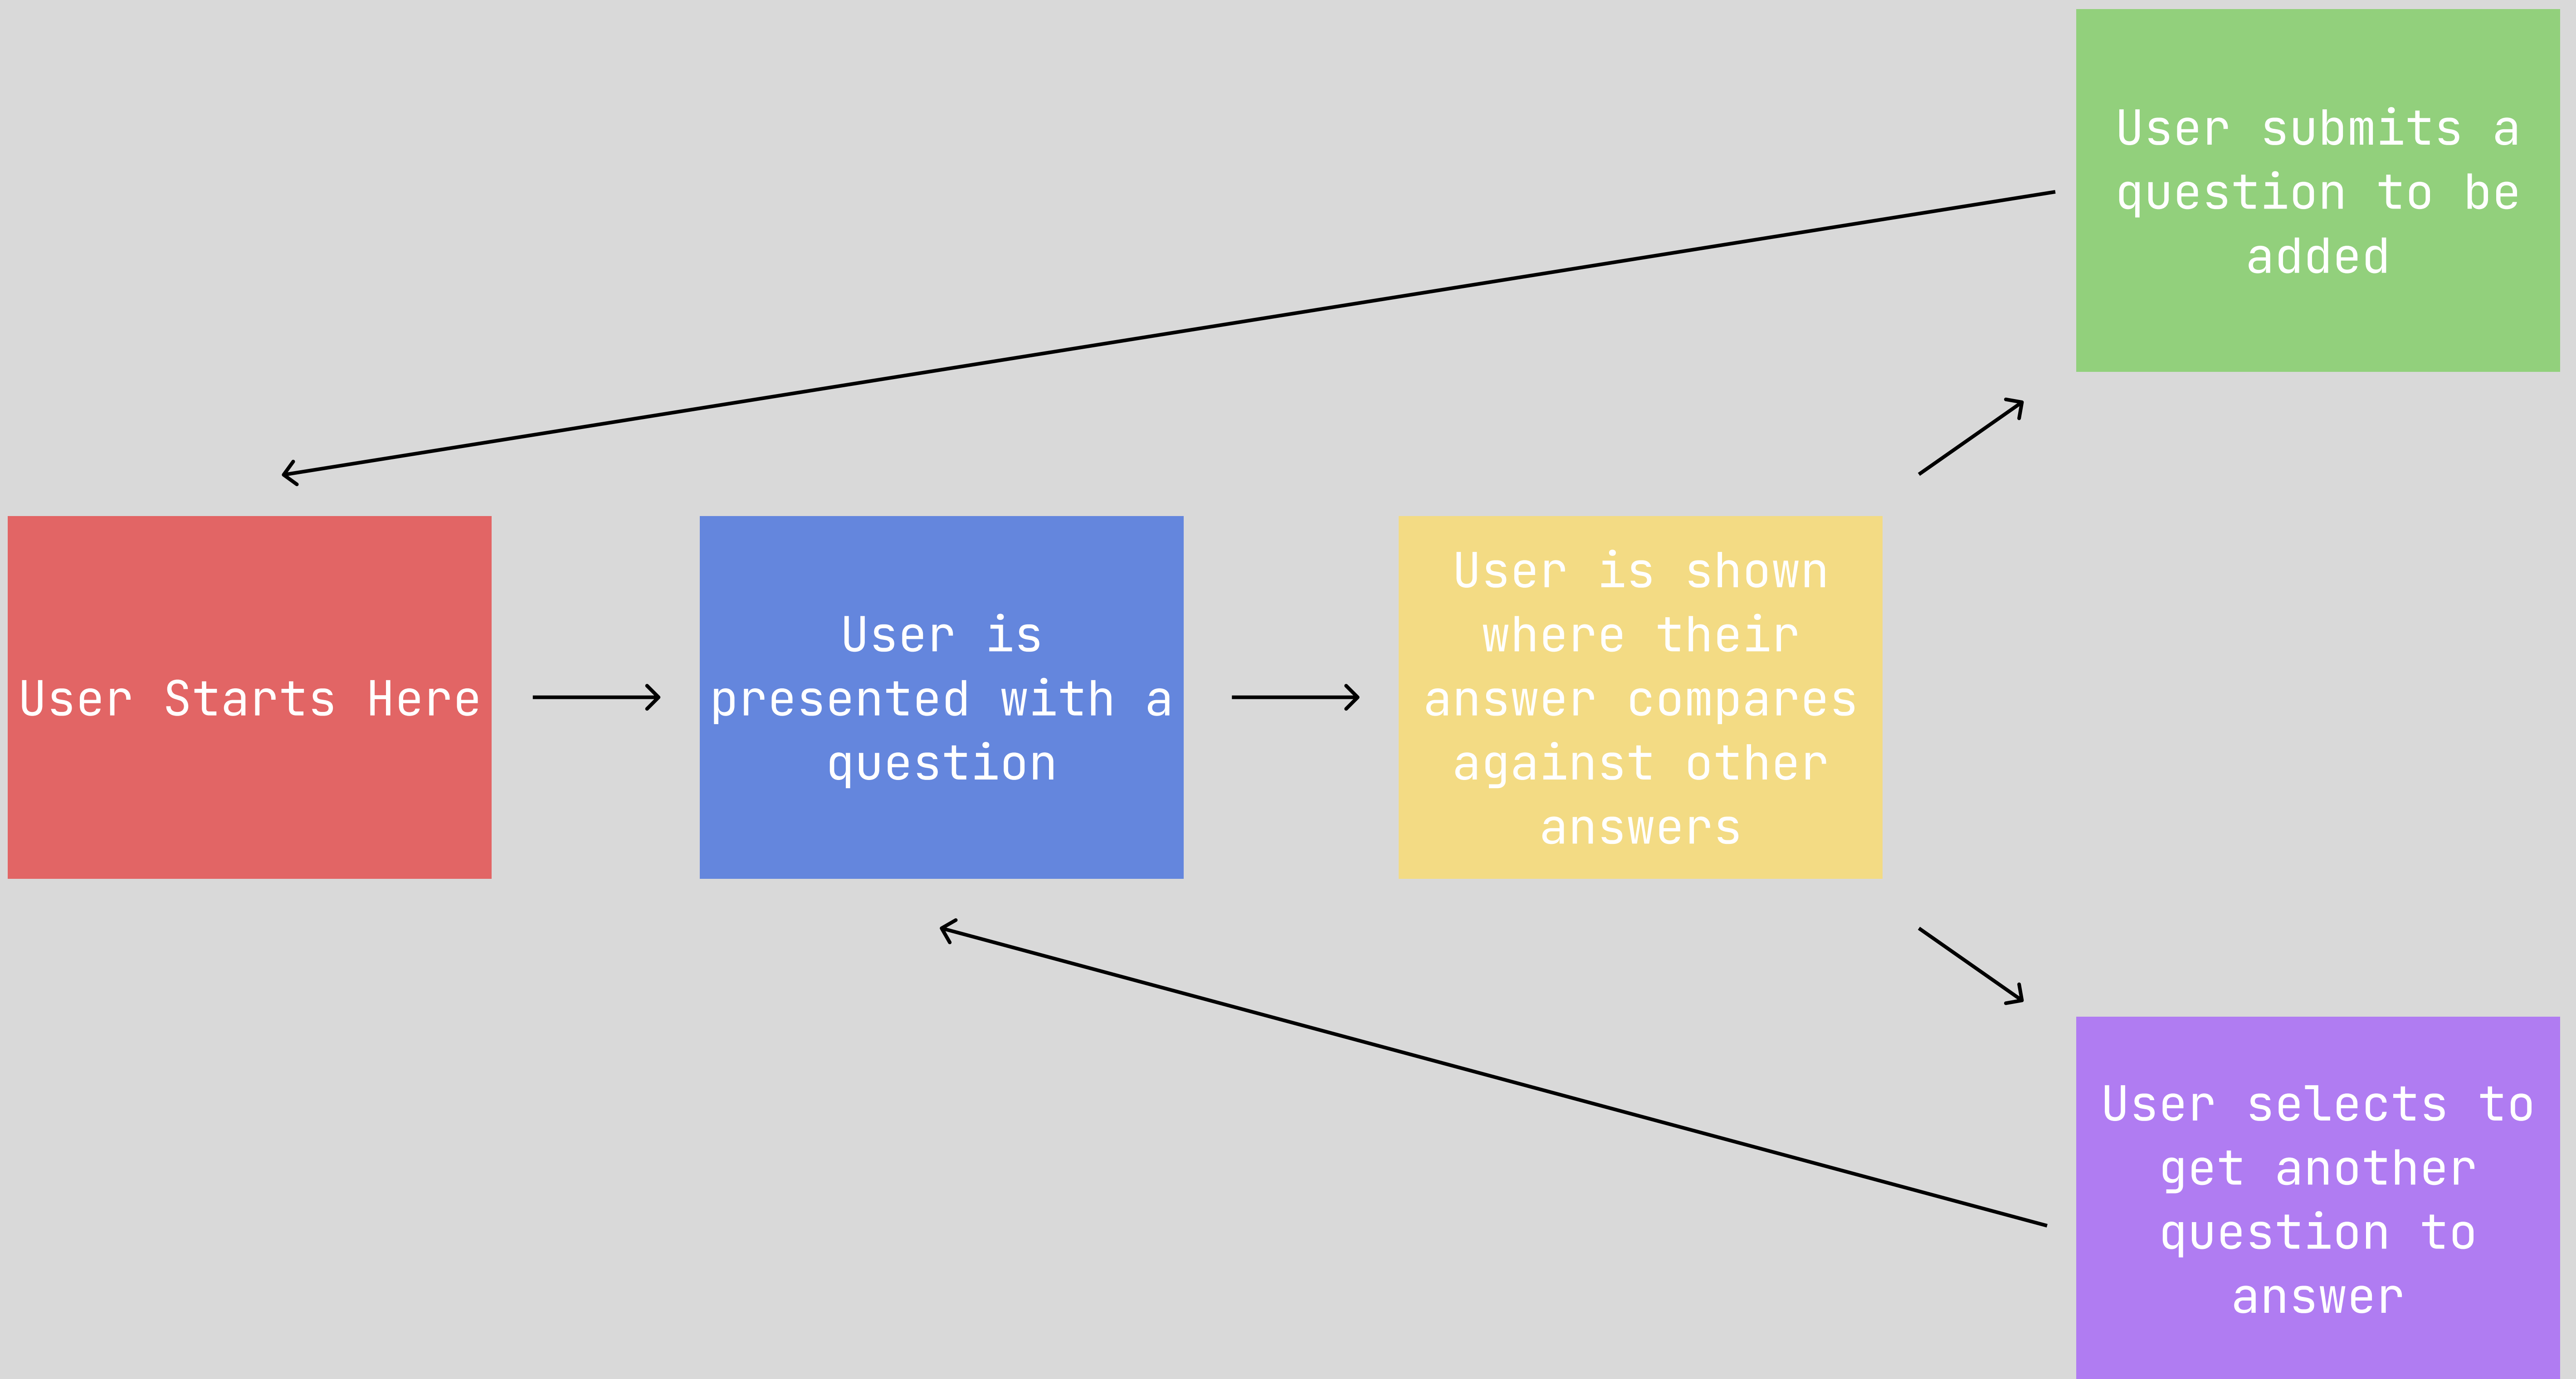 User submits a
question to be
added
User Starts Here
User is
presented with a
question
User is shown
where their
answer compares
against other
answers
User selects to
get another
question to
answer